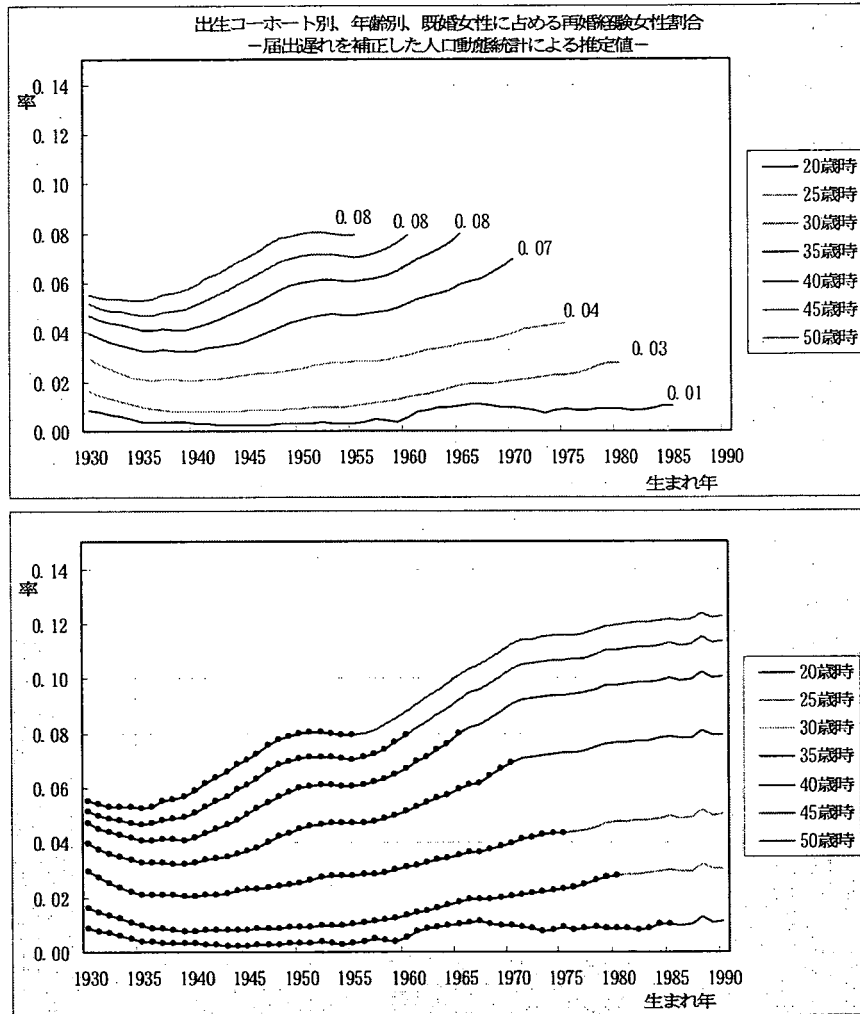 出生コーホート別、年齢別、既婚女性に占める再婚経験女性割合
－届出遅れを補正した人口動態統計による推定値－
率
0.14
0.12
0.10
0.08
0.06
0.04
0.02
0.00
0.08
0.08
0.08
0.07
0.04
0.03
0.01
1930 1935 1940 1945 1950 1955 1960 1965 1970 1975 1980 1985 1990
生まれ年
20歳時
25歳時
30歳時
35歳時
40歳時
45歳時
50歳時
率
0.14
0.12
0.10
0.08
0.06
0.04
0.02
0.00
1930 1935 1940 1945 1950 1955 1960 1965 1970 1975 1980 1985 1990
生まれ年
20歳時
25歳時
30歳時
35歳時
40歳時
45歳時
50歳時